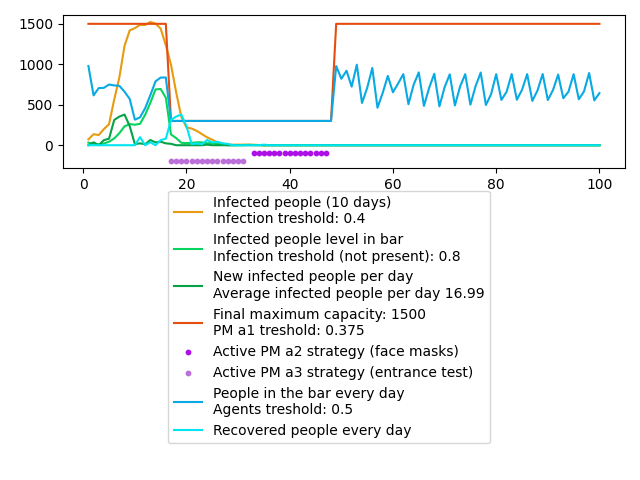 1500
1000
500
0
0
20
40
60
80
100
Infected people (10 days)
Infection treshold: 0.4
Infected people level in bar
Infection treshold (not present): 0.8
New infected people per day
Average infected people per day 16.99
Final maximum capacity: 1500
PM a1 treshold: 0.375
Active PM a2 strategy (face masks)
Active PM a3 strategy (entrance test)
People in the bar every day
Agents treshold: 0.5
Recovered people every day